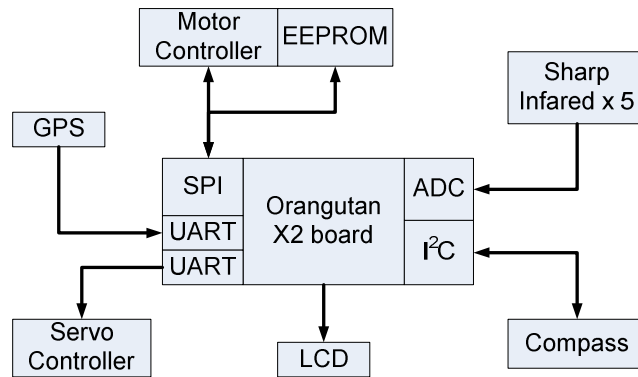 Motor
Controller
EEPROM
Sharp
Infared x 5
GPS
SPI
UART
UART
Orangutan
X2 board
ADC
I²C
Servo
Controller
LCD
Compass